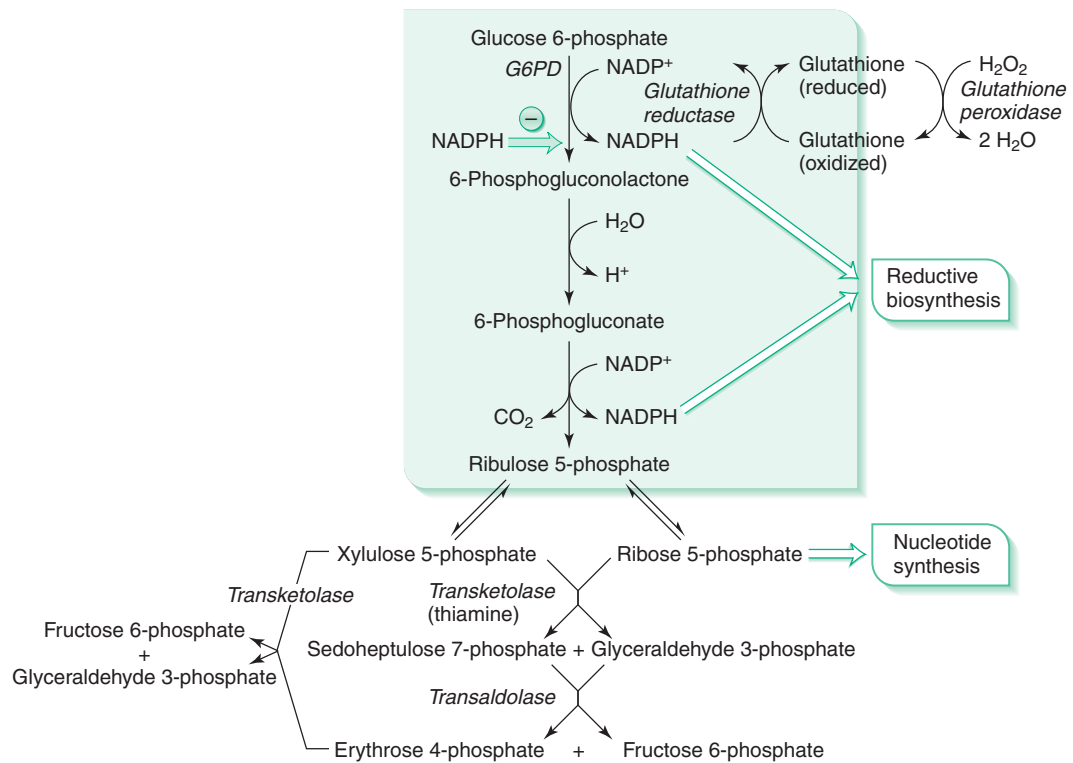 Glucose 6-phosphate
G6PD
NADP+
Glutathione
reductase
Glutathione
(reduced)
H2O2
Glutathione
peroxidase
−
NADPH
NADPH
Glutathione
(oxidized)
2 H2O
6-Phosphogluconolactone
H2O
H+
Reductive
biosynthesis
6-Phosphogluconate
NADP+
CO2
NADPH
Ribulose 5-phosphate
Xylulose 5-phosphate
Ribose 5-phosphate
Nucleotide
synthesis
Transketolase
Transketolase
(thiamine)
Fructose 6-phosphate
+
Glyceraldehyde 3-phosphate
Sedoheptulose 7-phosphate + Glyceraldehyde 3-phosphate
Transaldolase
Erythrose 4-phosphate + Fructose 6-phosphate